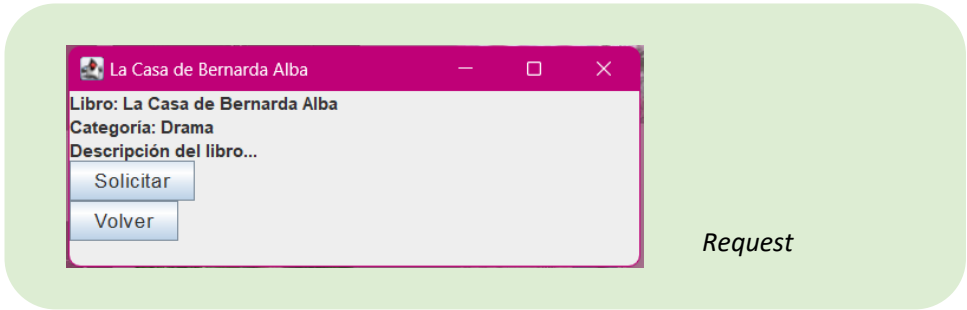 La Casa de Bernarda Alba
Libro: La Casa de Bernarda Alba
Categoría: Drama
Descripción del libro...
Solicitar
Volver
Request